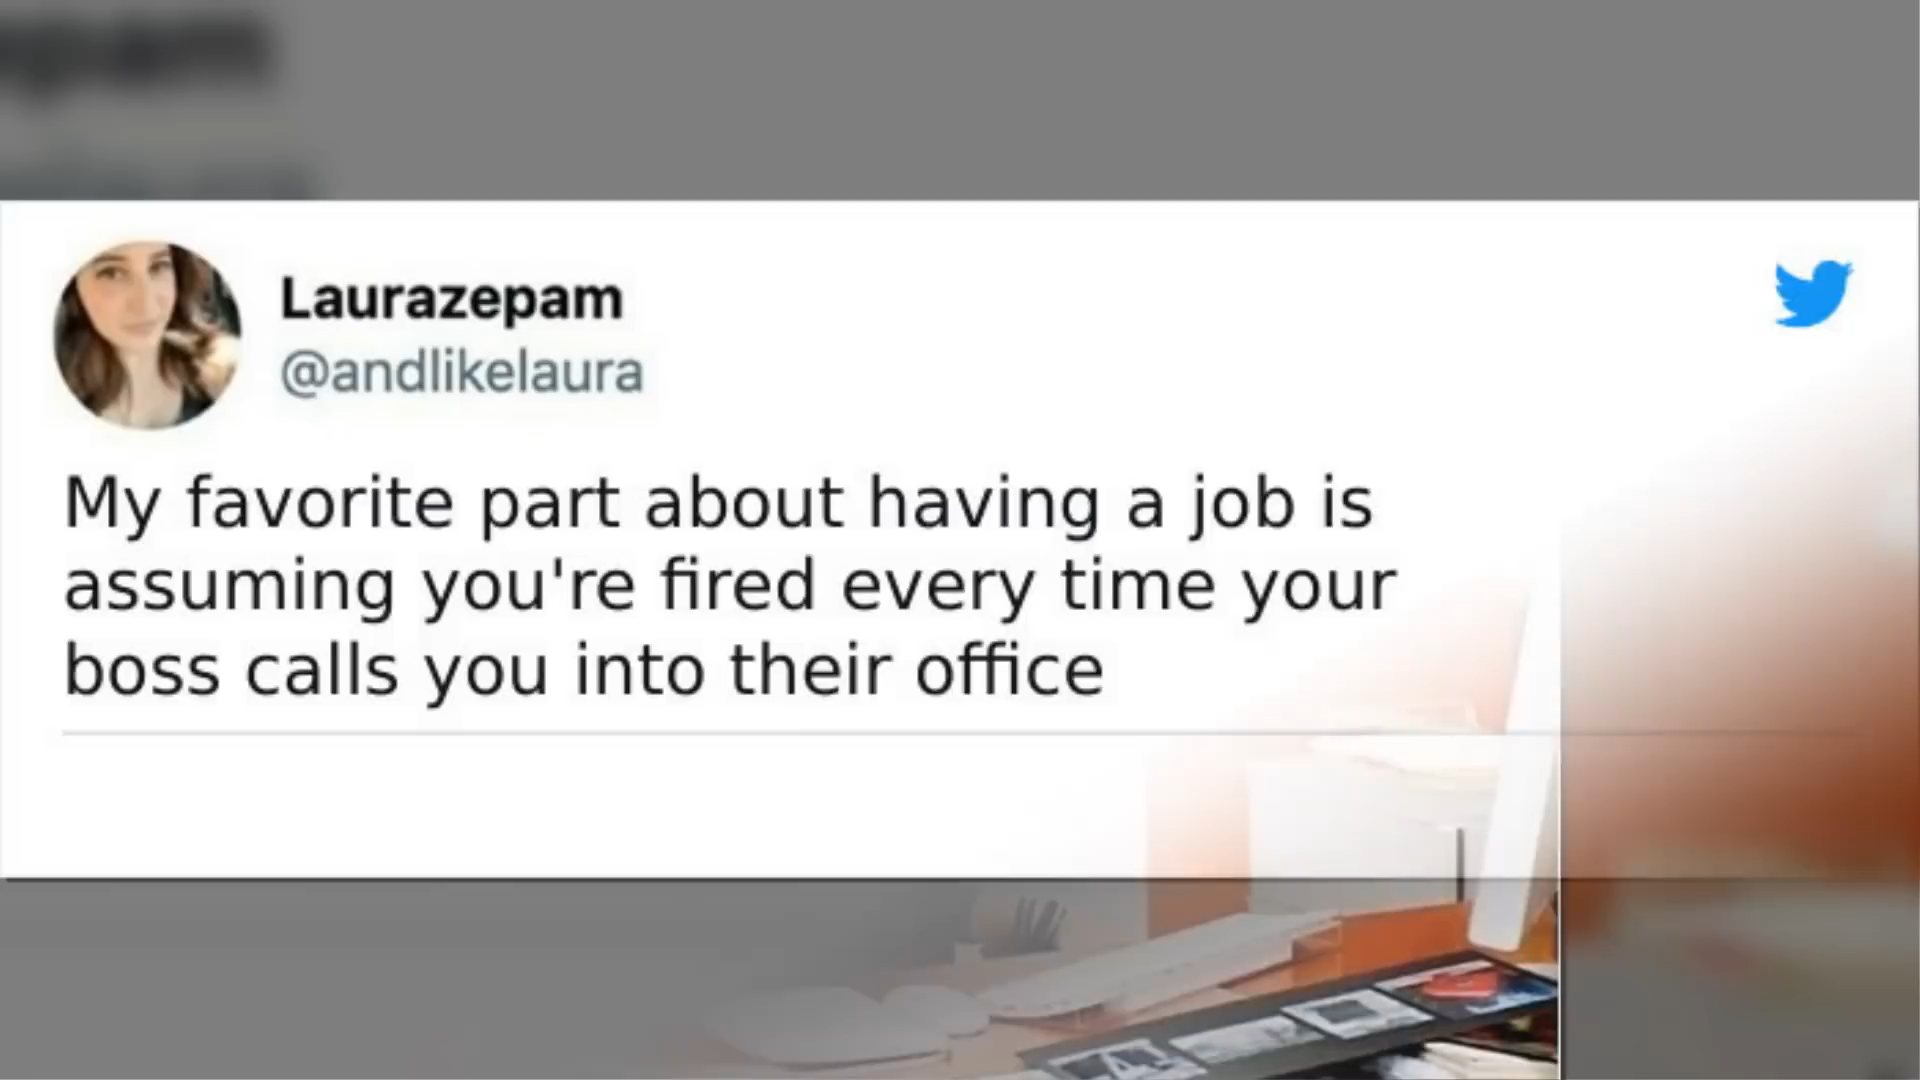 epam
Laurazepam
@andlikelaura
My favorite part about having a job is
assuming you're fired every time your
boss calls you into their office